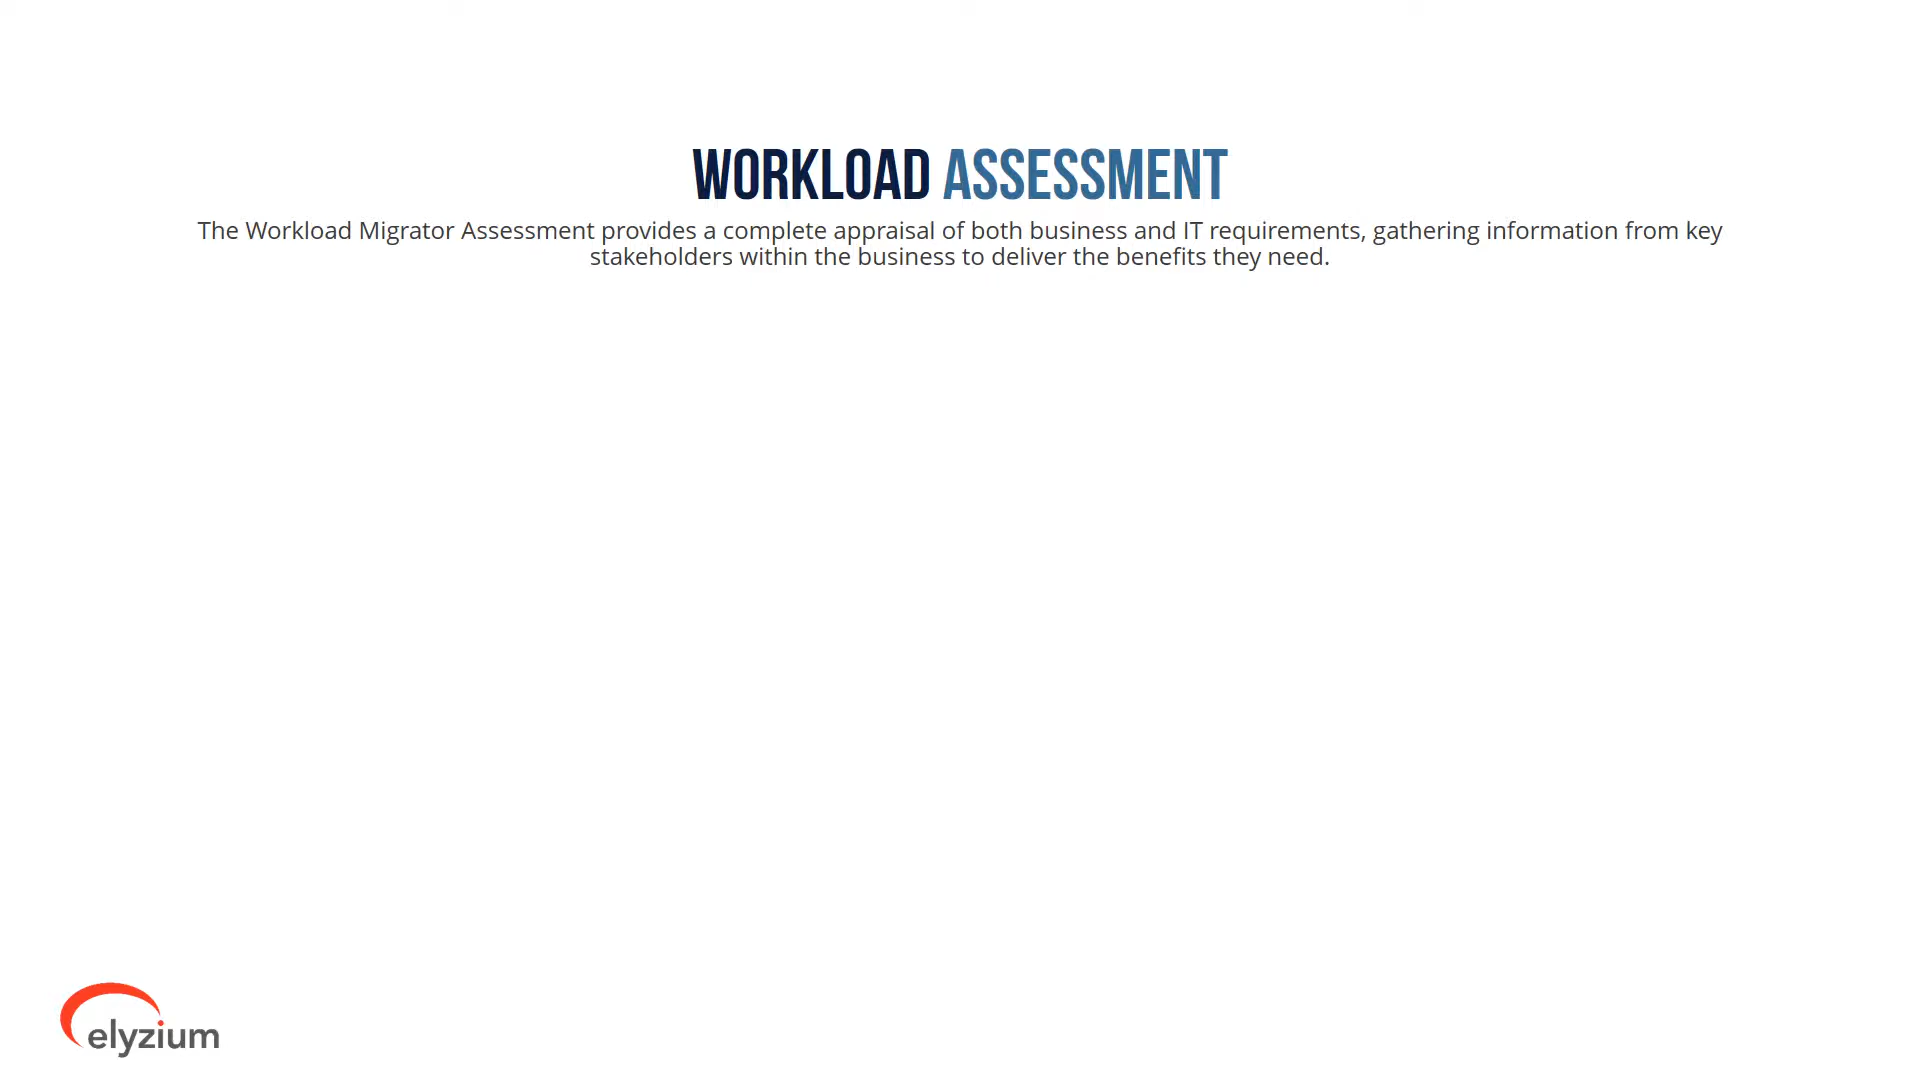 WORKLOAD ASSESSMENT
The Workload Migrator Assessment provides a complete appraisal of both business and IT requirements, gathering information from key
stakeholders within the business to deliver the benefits they need.
elyzium